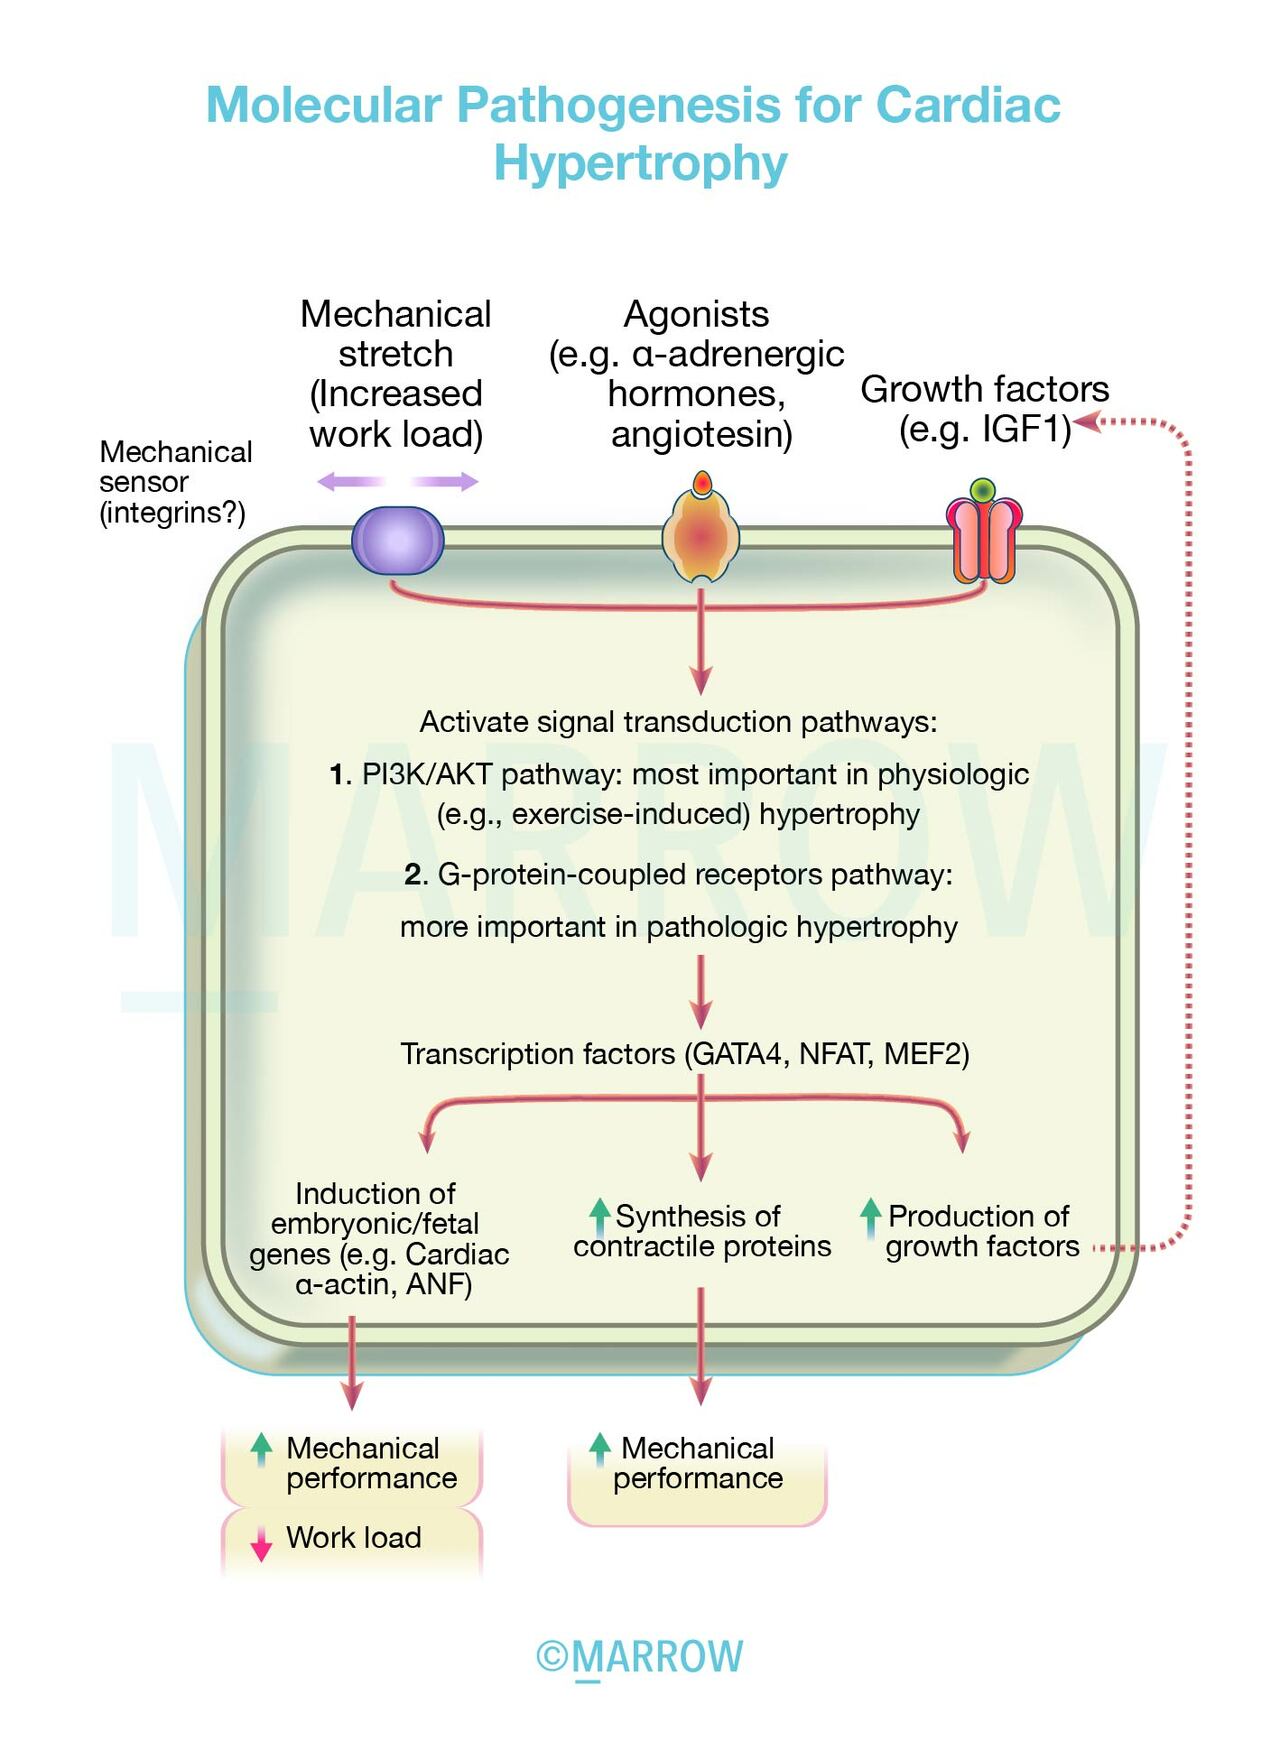 Molecular Pathogenesis for Cardiac
Hypertrophy
Mechanical
stretch
(Increased
work load)
Agonists
(e.g. α-adrenergic
hormones,
angiotesin)
Growth factors
(e.g. IGF1)
Mechanical
sensor
(integrins?)
Activate signal transduction pathways:
1. PI3K/AKT pathway: most important in physiologic
(e.g., exercise-induced) hypertrophy
2. G-protein-coupled receptors pathway:
more important in pathologic hypertrophy
MARROW
Transcription factors (GATA4, NFAT, MEF2)
Induction of
embryonic/fetal
genes (e.g. Cardiac
α-actin, ANF)
Synthesis of
contractile proteins
Production of
growth factors
Mechanical
performance
Work load
Mechanical
performance
©MARROW